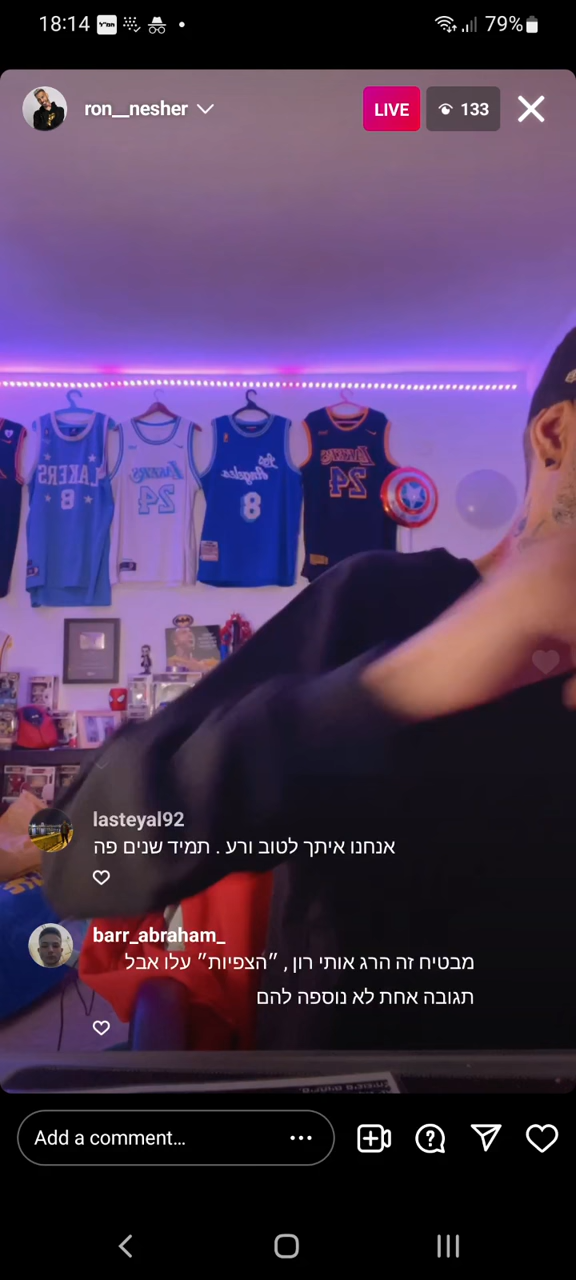 18:14
79%
ron__nesher
LIVE
133
LAKERS
8
LAKERS
24
Los
Angeles
8
LAKERS
24
lasteyal92
אנחנו איתך לטוב ורע . תמיד שנים פה
barr_abraham_
מבטיח זה הרג אותי רון , ״הצפיות״ עלו אבל
תגובה אחת לא נוספה להם
Add a comment...